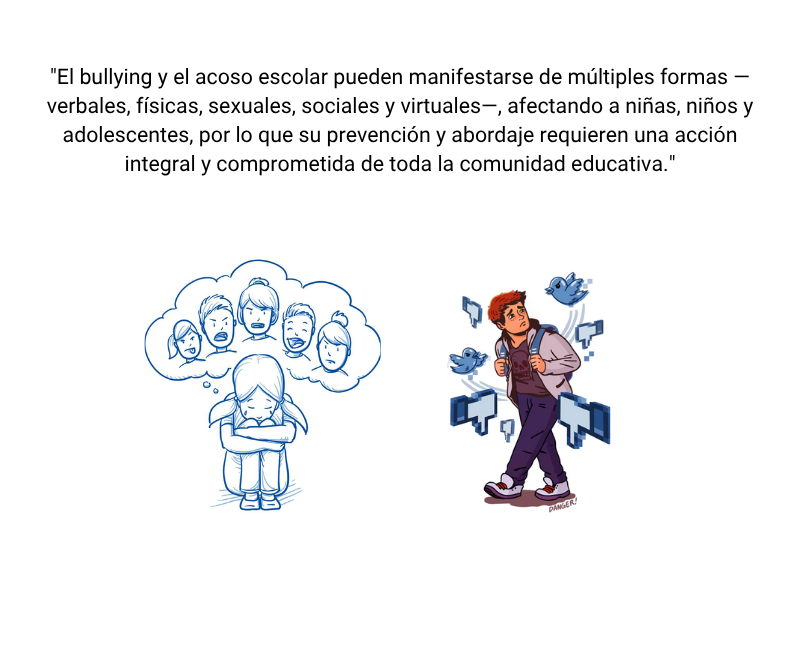 "El bullying y el acoso escolar pueden manifestarse de múltiples formas —
verbales, físicas, sexuales, sociales y virtuales—, afectando a niñas, niños y
adolescentes, por lo que su prevención y abordaje requieren una acción
integral y comprometida de toda la comunidad educativa."
DANGER!